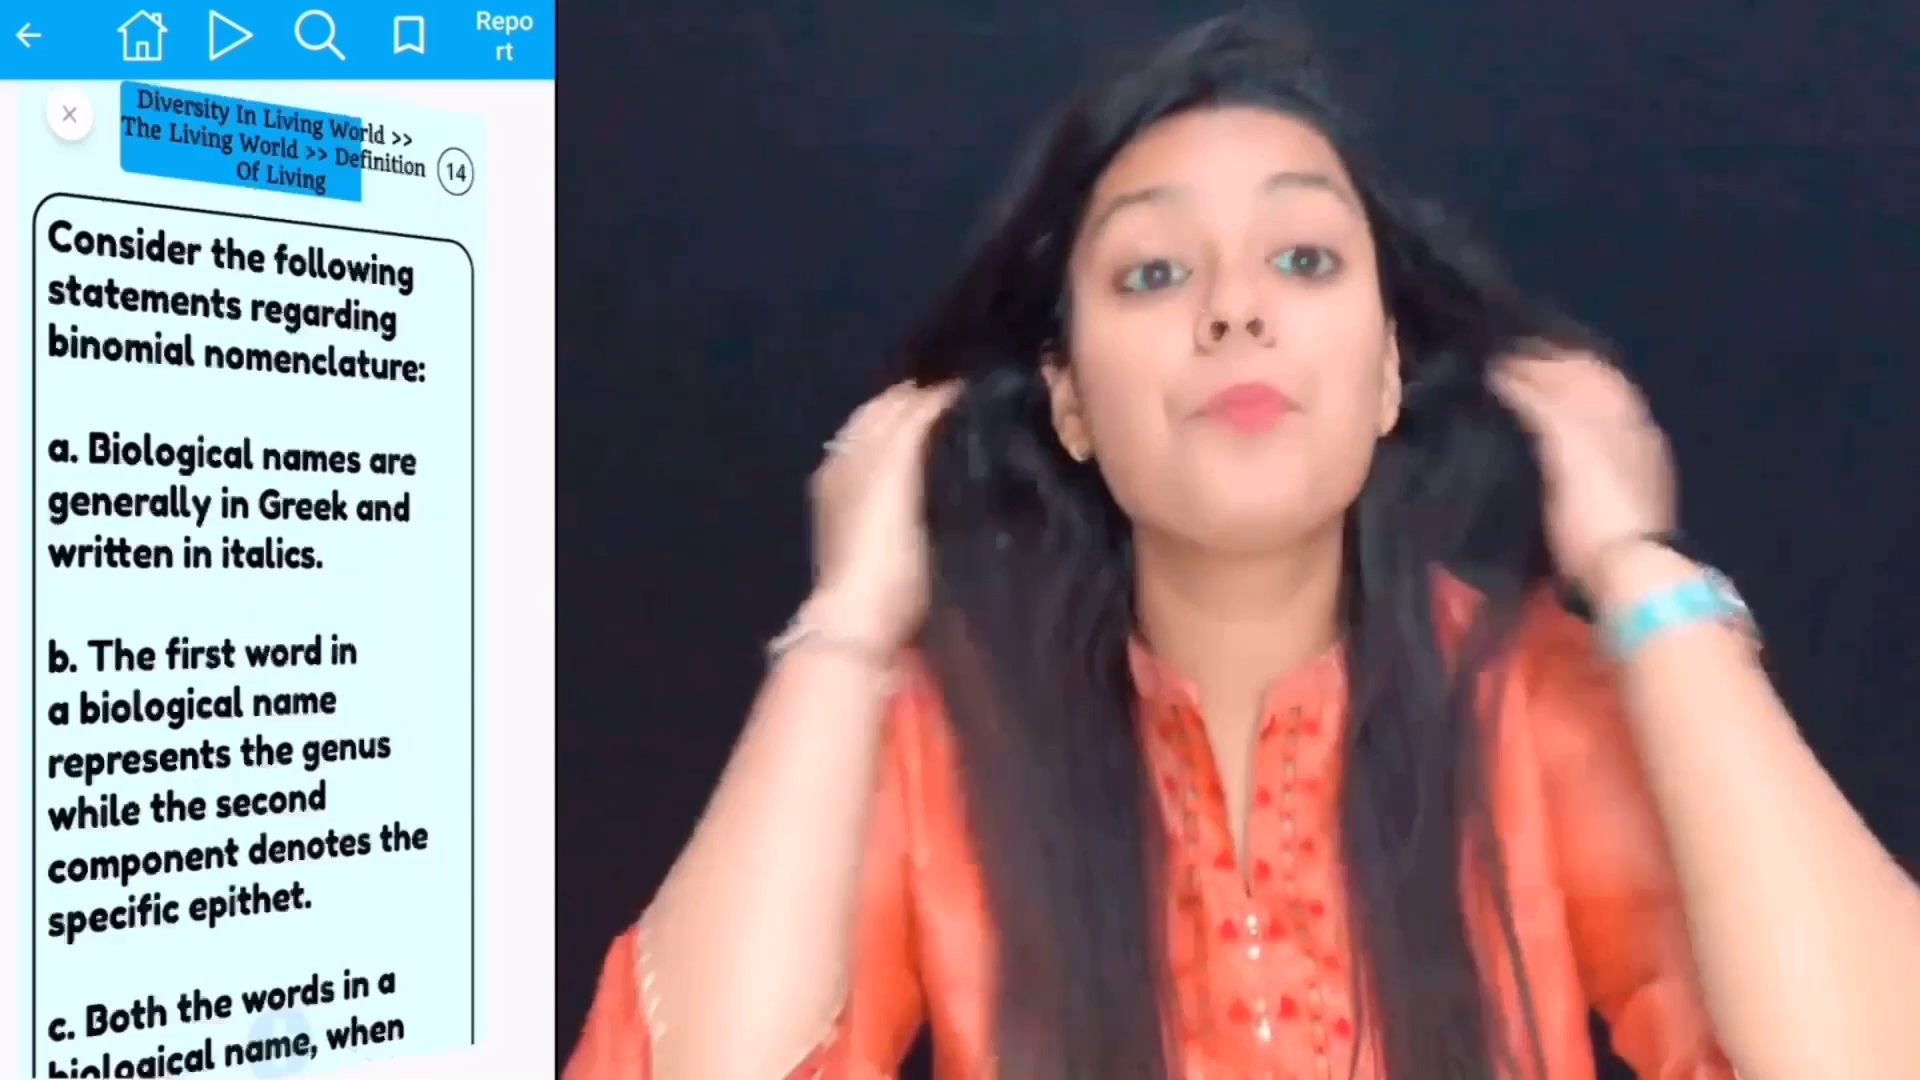 Repo
rt
Diversity In Living World >>
The Living World >> Definition
Of Living
14
Consider the following
statements regarding
binomial nomenclature:
a. Biological names are
generally in Greek and
written in italics.
b. The first word in
a biological name
represents the genus
while the second
component denotes the
specific epithet.
c. Both the words in a
biological name, when